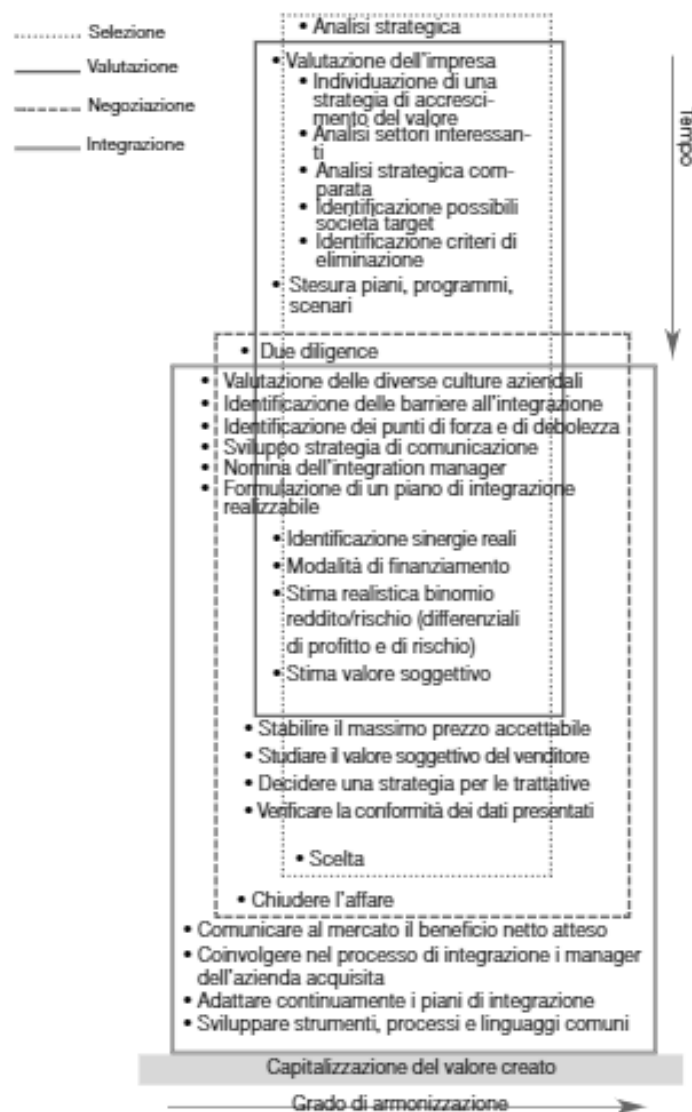 Selezione
Valutazione
Negoziazione
Integrazione
Tempo
• Analisi strategica
• Valutazione dell'impresa
• Individuazione di una
strategia di accresci-
mento del valore
• Analisi settori interessan-
ti
• Analisi strategica com-
parata
• Identificazione possibili
società target
• Identificazione criteri di
eliminazione
• Stesura piani, programmi,
scenari
• Due diligence
• Valutazione delle diverse culture aziendali
• Identificazione delle barriere all'integrazione
• Identificazione dei punti di forza e di debolezza
• Sviluppo strategia di comunicazione
• Nomina dell'integration manager
• Formulazione di un piano di integrazione
realizzabile
• Identificazione sinergie reali
• Modalità di finanziamento
• Stima realistica binomio
reddito/rischio (differenziali
di profitto e di rischio)
• Stima valore soggettivo
• Stabilire il massimo prezzo accettabile
• Studiare il valore soggettivo del venditore
• Decidere una strategia per le trattative
• Verificare la conformità dei dati presentati
• Scelta
• Chiudere l'affare
• Comunicare al mercato il beneficio netto atteso
• Coinvolgere nel processo di integrazione i manager
dell'azienda acquisita
• Adattare continuamente i piani di integrazione
• Sviluppare strumenti, processi e linguaggi comuni
Capitalizzazione del valore creato
Grado di armonizzazione